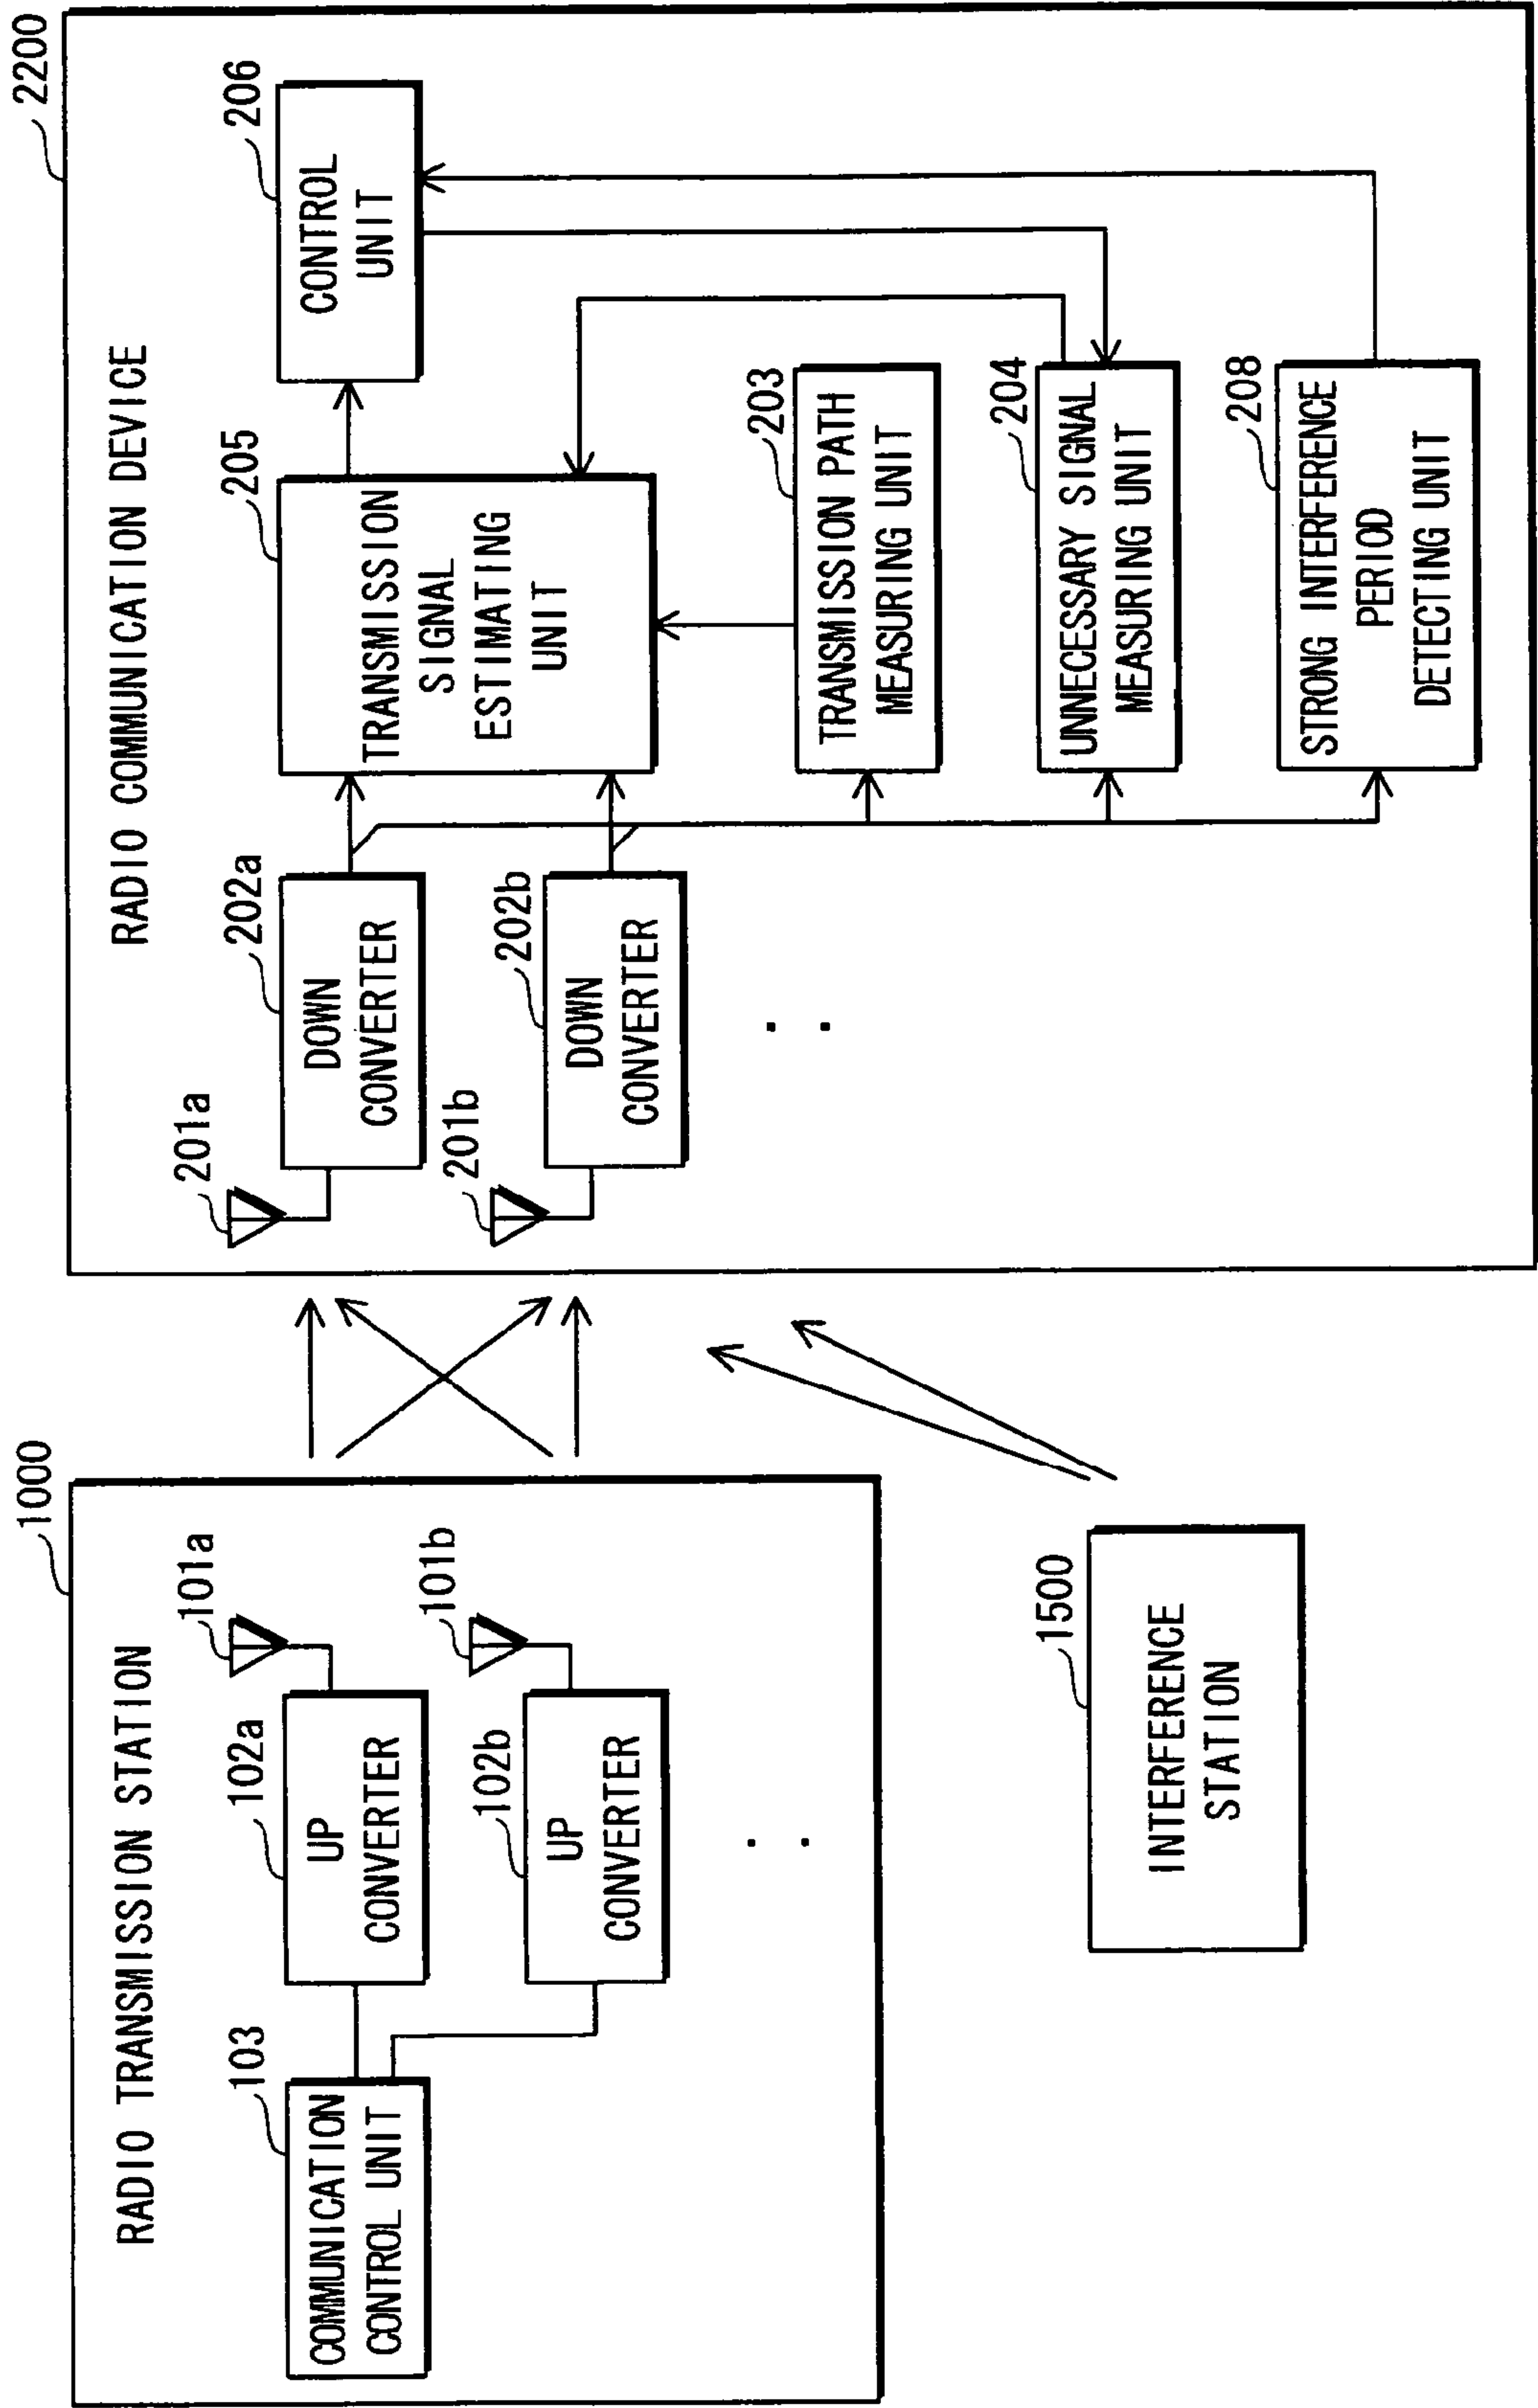 RADIO TRANSMISSION STATION
1000
COMMUNICATION
CONTROL UNIT
103
UP
CONVERTER
102a
101a
UP
CONVERTER
102b
101b
. .
INTERFERENCE
STATION
1500
RADIO COMMUNICATION DEVICE
2200
201a
DOWN
CONVERTER
202a
201b
DOWN
CONVERTER
202b
. .
TRANSMISSION
SIGNAL
ESTIMATING
UNIT
205
CONTROL
UNIT
206
TRANSMISSION PATH
MEASURING UNIT
203
UNNECESSARY SIGNAL
MEASURING UNIT
204
STRONG INTERFERENCE
PERIOD
DETECTING UNIT
208